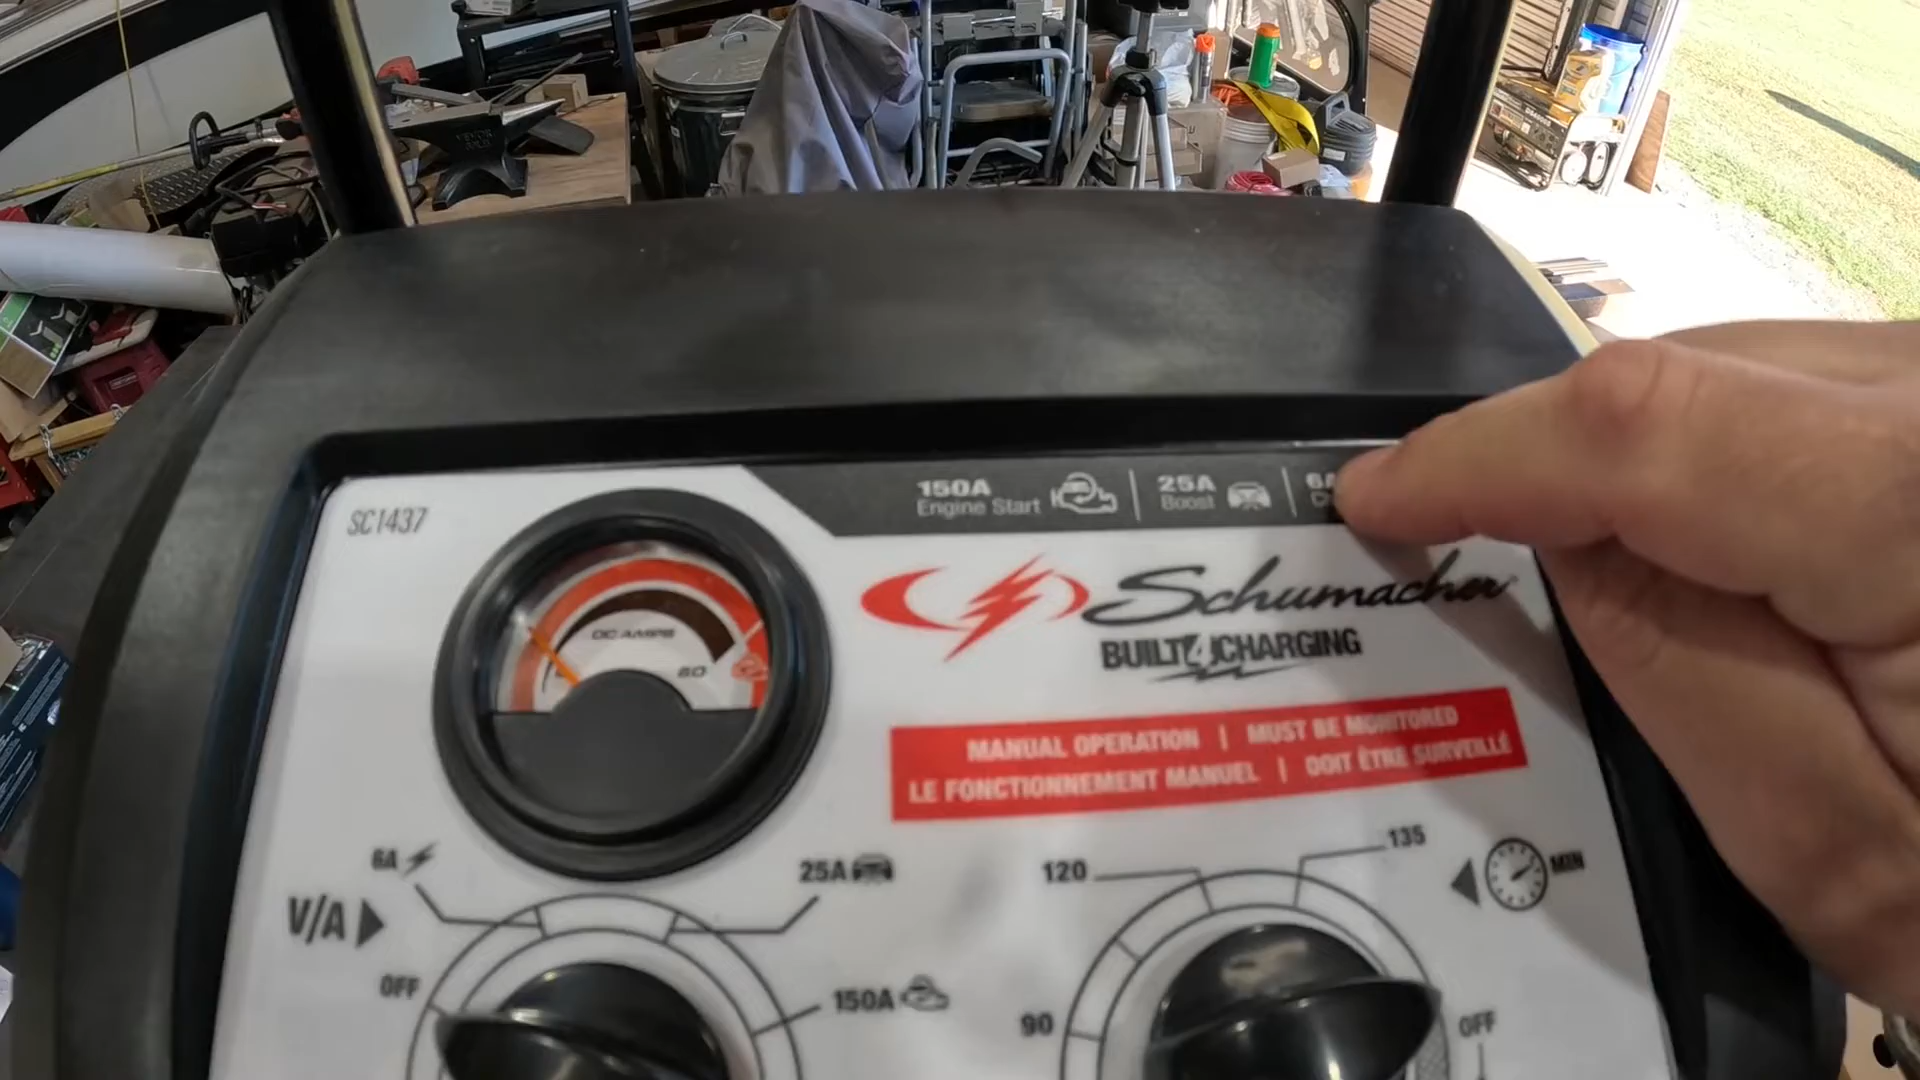 SC1437
150A
Engine Start
25A
Boost
DC AMPS
60
Schumacher
BUILT4CHARGING
MANUAL OPERATION | MUST BE MONITORED
LE FONCTIONNEMENT MANUEL | DOIT ÊTRE SURVEILLÉ
V/A
OFF
6A
25A
150A
90
120
135
OFF
MIN